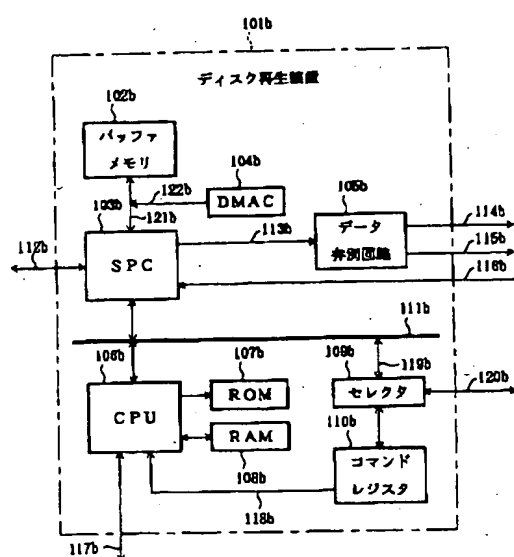 101b
ディスク再生装置
102b
バッファ
メモリ
104b
DMAC
122b
121b
103b
SPC
112b
113b
105b
データ
弁別回路
114b
115b
116b
111b
106b
CPU
107b
ROM
RAM
108b
109b
セレクタ
119b
120b
110b
コマンド
レジスタ
118b
117b